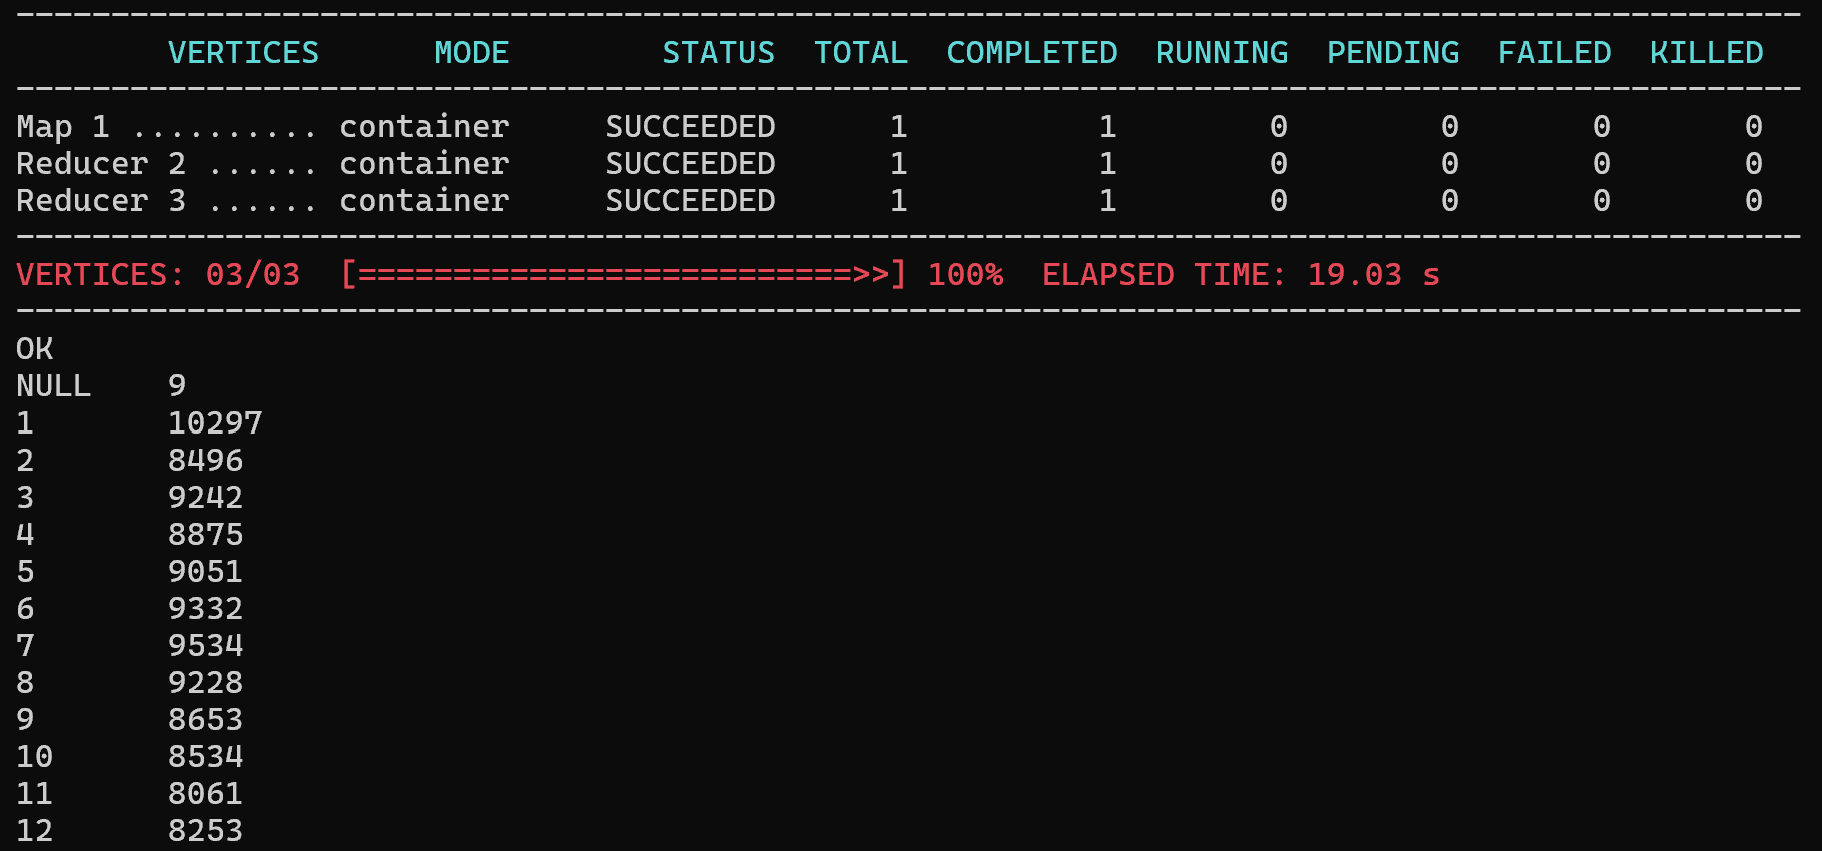 ----------------------------------------------------------------------------------------------
        VERTICES      MODE        STATUS  TOTAL  COMPLETED  RUNNING  PENDING  FAILED  KILLED
----------------------------------------------------------------------------------------------
Map 1 .......... container     SUCCEEDED      1          1        0        0       0       0
Reducer 2 ...... container     SUCCEEDED      1          1        0        0       0       0
Reducer 3 ...... container     SUCCEEDED      1          1        0        0       0       0
----------------------------------------------------------------------------------------------
VERTICES: 03/03  [==========================>>] 100%  ELAPSED TIME: 19.03 s
----------------------------------------------------------------------------------------------
OK
NULL    9
1       10297
2       8496
3       9242
4       8875
5       9051
6       9332
7       9534
8       9228
9       8653
10      8534
11      8061
12      8253